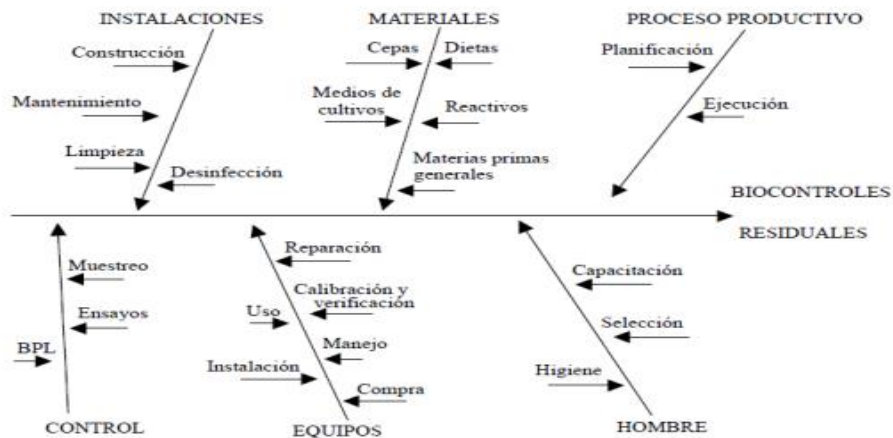 INSTALACIONES
MATERIALES
PROCESO PRODUCTIVO
Construcción
Mantenimiento
Limpieza
Desinfección
Cepas
Dietas
Medios de
cultivos
Reactivos
Materias primas
generales
Planificación
Ejecución
BIOCONTROLES
RESIDUALES
Muestreo
Ensayos
BPL
Reparación
Calibración y
verificación
Uso
Manejo
Instalación
Compra
Capacitación
Selección
Higiene
CONTROL
EQUIPOS
HOMBRE